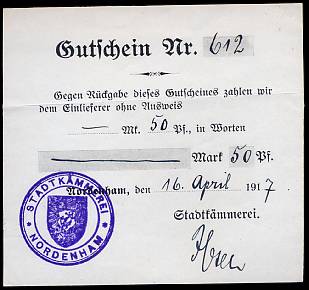 Gutschein Nr. 612
Gegen Rückgabe dieses Gutscheines zahlen wir
dem Einlieferer ohne Ausweis
— Mk. 50 Pf., in Worten
— Mark 50 Pf.
Nordenham, den 16. April 1917
Stadtkämmerei.
STADTKÄMMEREI
NORDENHAM